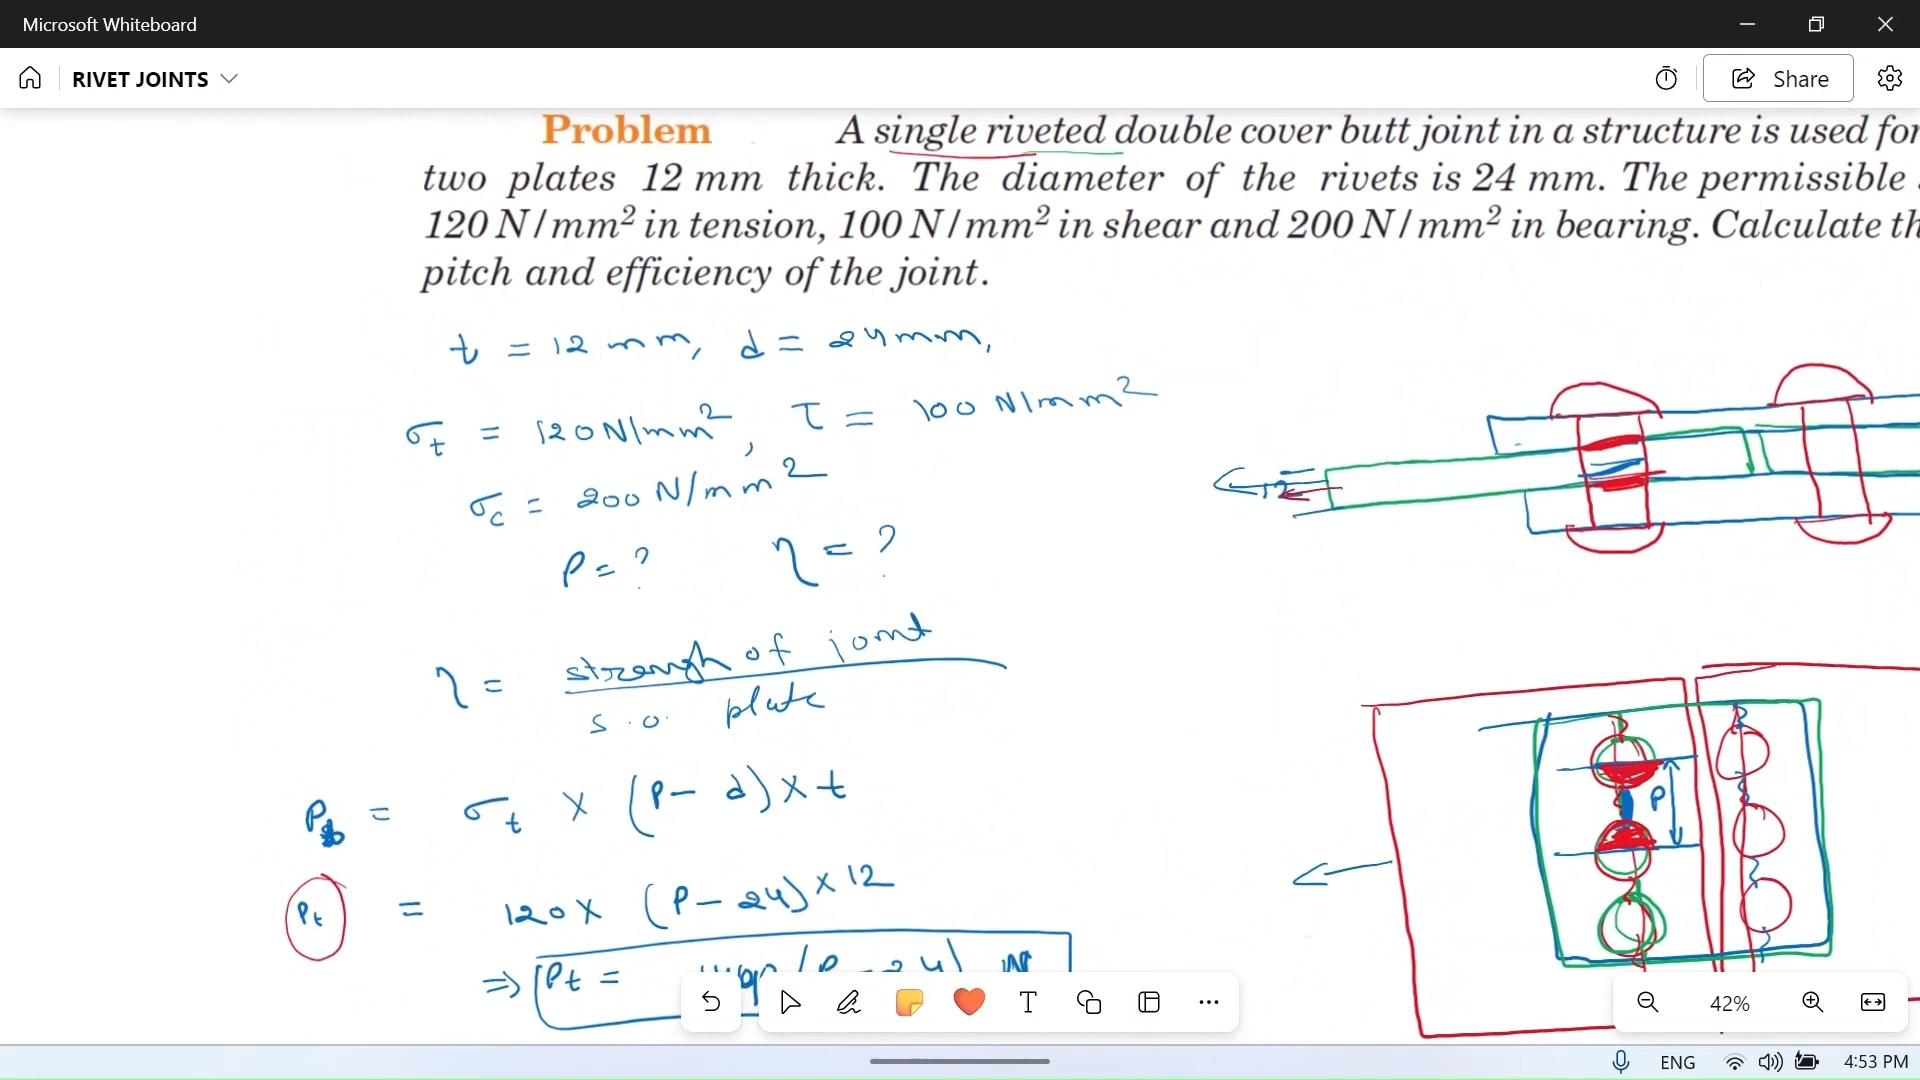 Microsoft Whiteboard
RIVET JOINTS
Share
Problem A single riveted double cover butt joint in a structure is used for
two plates 12 mm thick. The diameter of the rivets is 24 mm. The permissible
120 N/mm² in tension, 100 N/mm² in shear and 200 N/mm² in bearing. Calculate th
pitch and efficiency of the joint.
t = 12 mm, d = 24 mm,
σt = 120 N/mm², τ = 100 N/mm²
σc = 200 N/mm²
P = ? η = ?
η = strength of joint
s.o. plate
P = σt × (P - d) × t
Pt = 120 × (P - 24) × 12
⇒ Pt = (P - 24) N
12
P
T
42%
ENG
4:53 PM